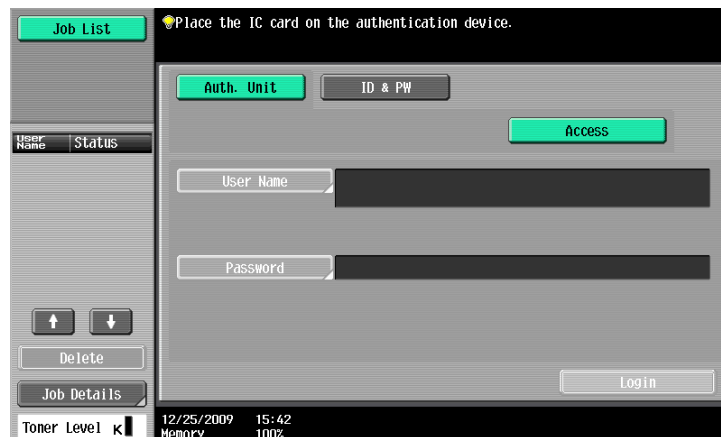 Job List
Place the IC card on the authentication device.
Auth. Unit
ID & PW
Access
User Name
Status
User Name
Password
Delete
Job Details
Login
Toner Level K
12/25/2009 15:42
Memory 100%